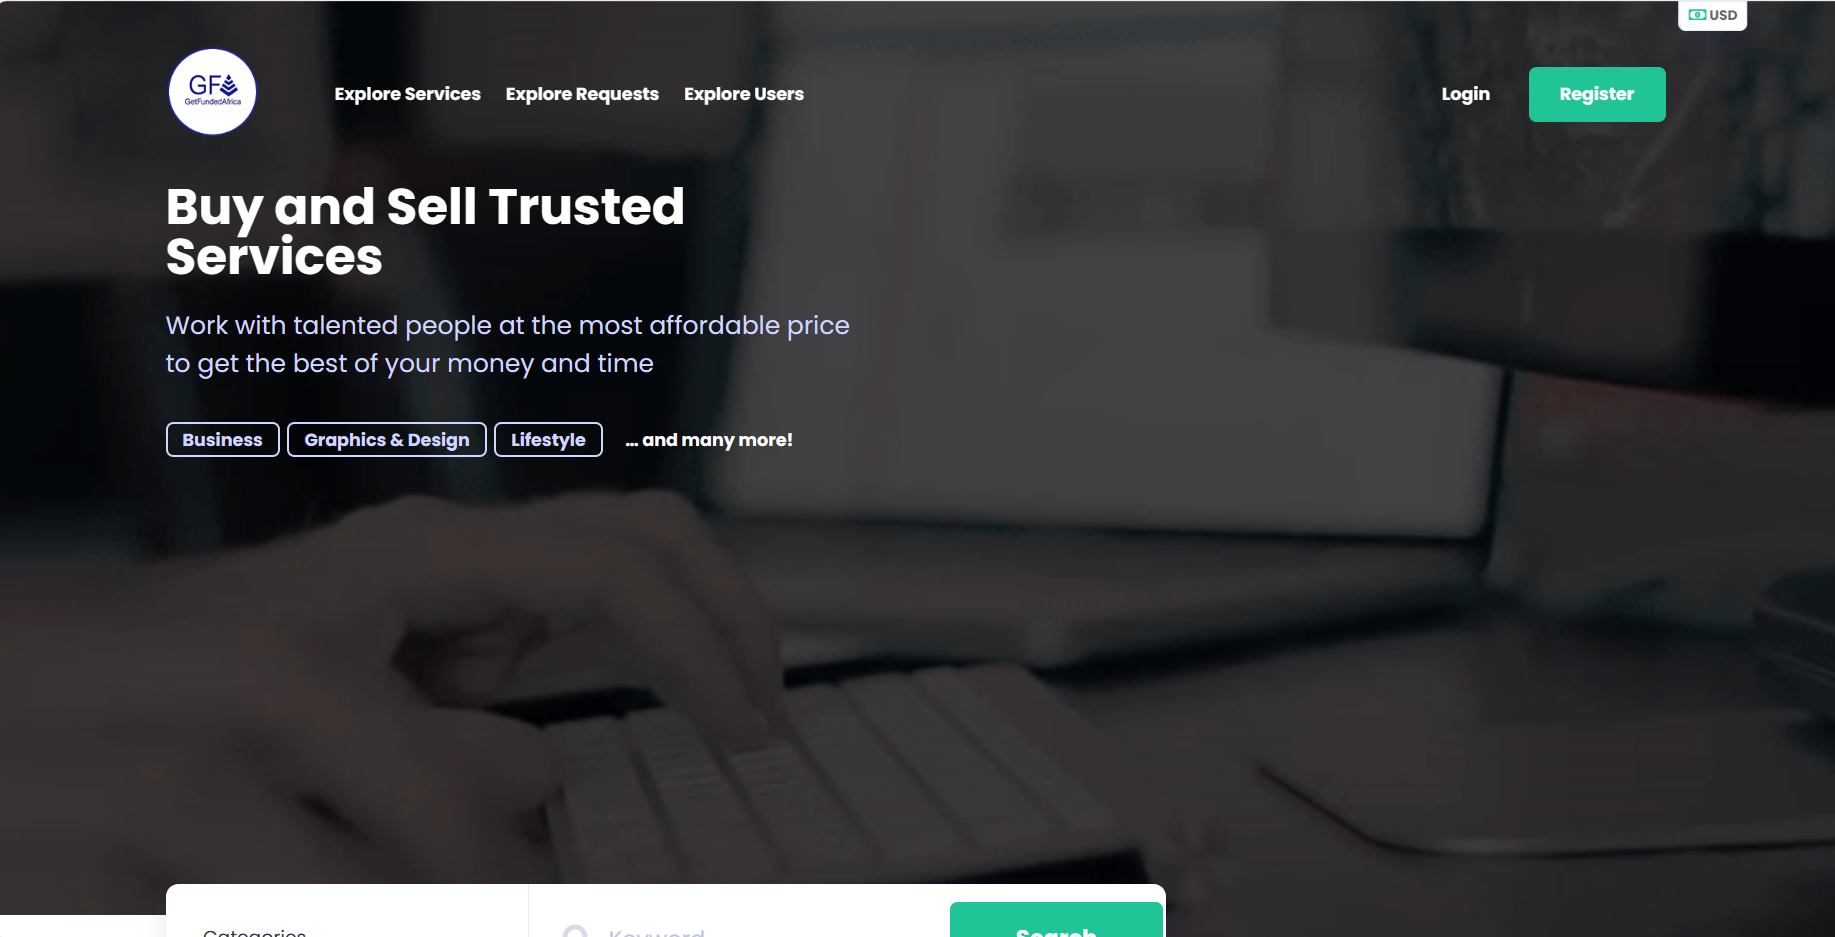 USD
GF
GetFundedAfrica
Explore Services
Explore Requests
Explore Users
Login
Register
Buy and Sell Trusted
Services
Work with talented people at the most affordable price
to get the best of your money and time
Business
Graphics & Design
Lifestyle
... and many more!
Categories
Keyword
Search